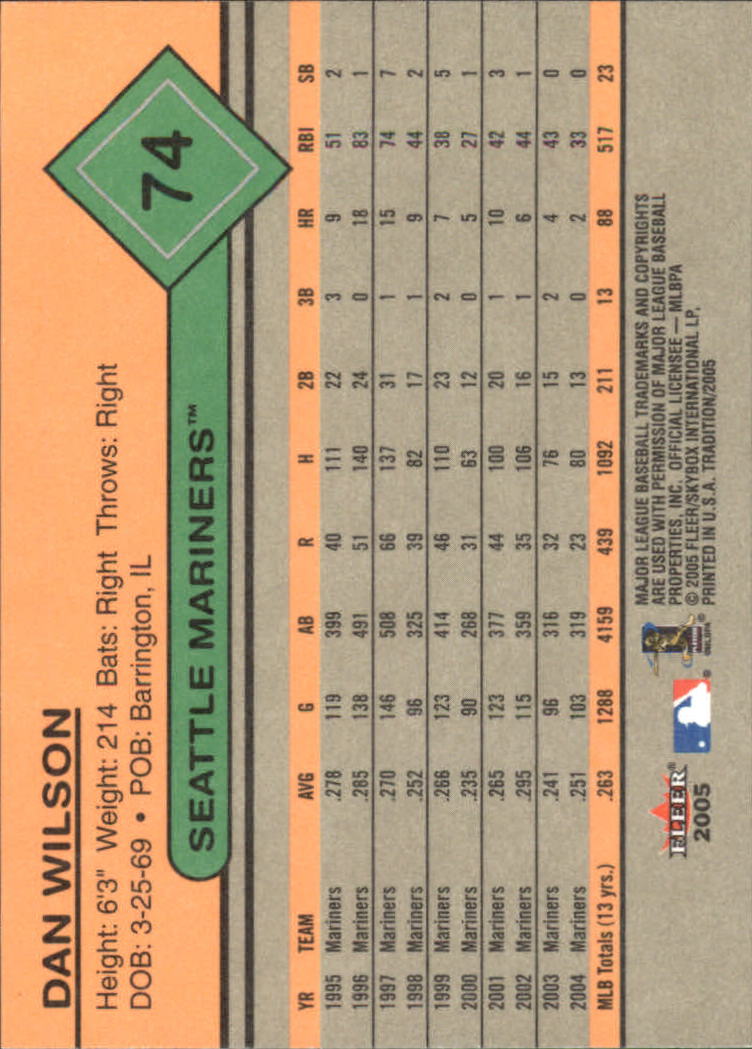 DAN WILSON
Height: 6'3" Weight: 214 Bats: Right Throws: Right
DOB: 3-25-69 • POB: Barrington, IL
74
SEATTLE MARINERS™
YR TEAM AVG G AB R H 2B 3B HR RBI SB
1995 Mariners .278 119 399 40 111 22 3 9 51 2
1996 Mariners .285 138 491 51 140 24 0 18 83 1
1997 Mariners .270 146 508 66 137 31 1 15 74 7
1998 Mariners .252 96 325 39 82 17 1 9 44 2
1999 Mariners .266 123 414 46 110 23 2 7 38 5
2000 Mariners .235 90 268 31 63 12 0 5 27 1
2001 Mariners .265 123 377 44 100 20 1 10 42 3
2002 Mariners .295 115 359 35 106 16 1 6 44 1
2003 Mariners .241 96 316 32 76 15 2 4 43 0
2004 Mariners .251 103 319 23 80 13 0 2 33 0
MLB Totals (13 yrs.) .263 1288 4159 439 1092 211 13 88 517 23
FLEER®
2005
©MLBPA
MAJOR LEAGUE BASEBALL TRADEMARKS AND COPYRIGHTS
ARE USED WITH PERMISSION OF MAJOR LEAGUE BASEBALL
PROPERTIES, INC. OFFICIAL LICENSEE — MLBPA
© 2005 FLEER/SKYBOX INTERNATIONAL LP,
PRINTED IN U.S.A. TRADITION/2005